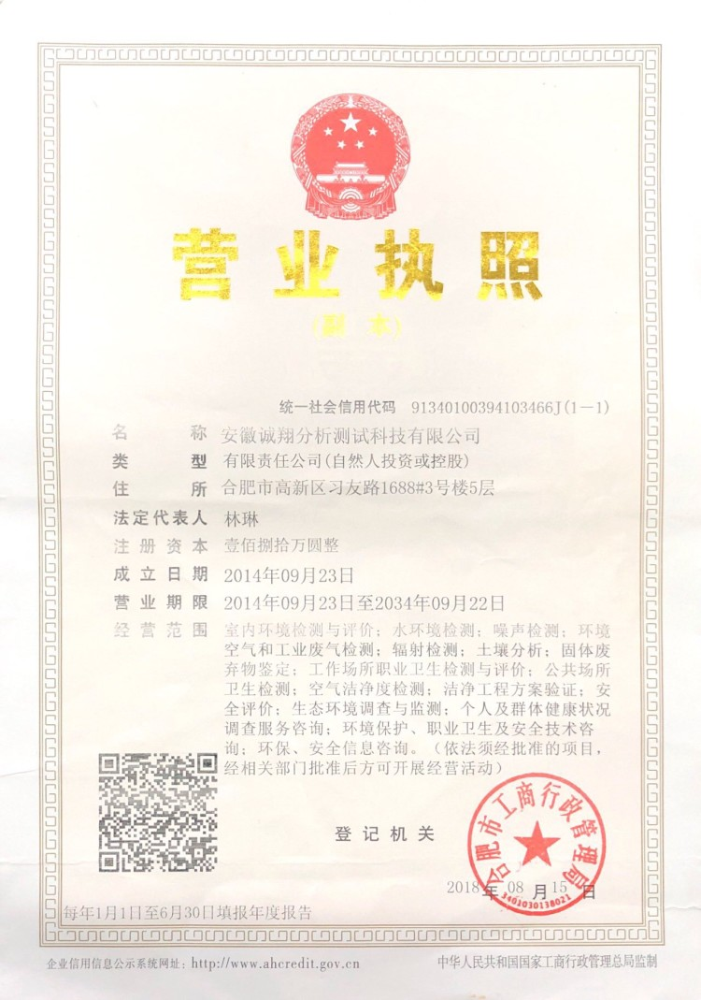 营业执照
(副本)
统一社会信用代码 91340100394103466J(1-1)
名称 安徽诚翔分析测试科技有限公司
类型 有限责任公司(自然人投资或控股)
住所 合肥市高新区习友路1688#3号楼5层
法定代表人 林琳
注册资本 壹佰捌拾万圆整
成立日期 2014年09月23日
营业期限 2014年09月23日至2034年09月22日
经营范围 室内环境检测与评价；水环境检测；噪声检测；环境
空气和工业废气检测；辐射检测；土壤分析；固体废
弃物鉴定；工作场所职业卫生检测与评价；公共场所
卫生检测；空气洁净度检测；洁净工程方案验证；安
全评价；生态环境调查与监测；个人及群体健康状况
调查服务咨询；环境保护、职业卫生及安全技术咨
询；环保、安全信息咨询。（依法须经批准的项目，
经相关部门批准后方可开展经营活动）
登记机关
合肥市工商行政管理局
3401030138021
2018年08月15日
每年1月1日至6月30日填报年度报告
企业信用信息公示系统网址：http://www.ahcredit.gov.cn
中华人民共和国国家工商行政管理总局监制